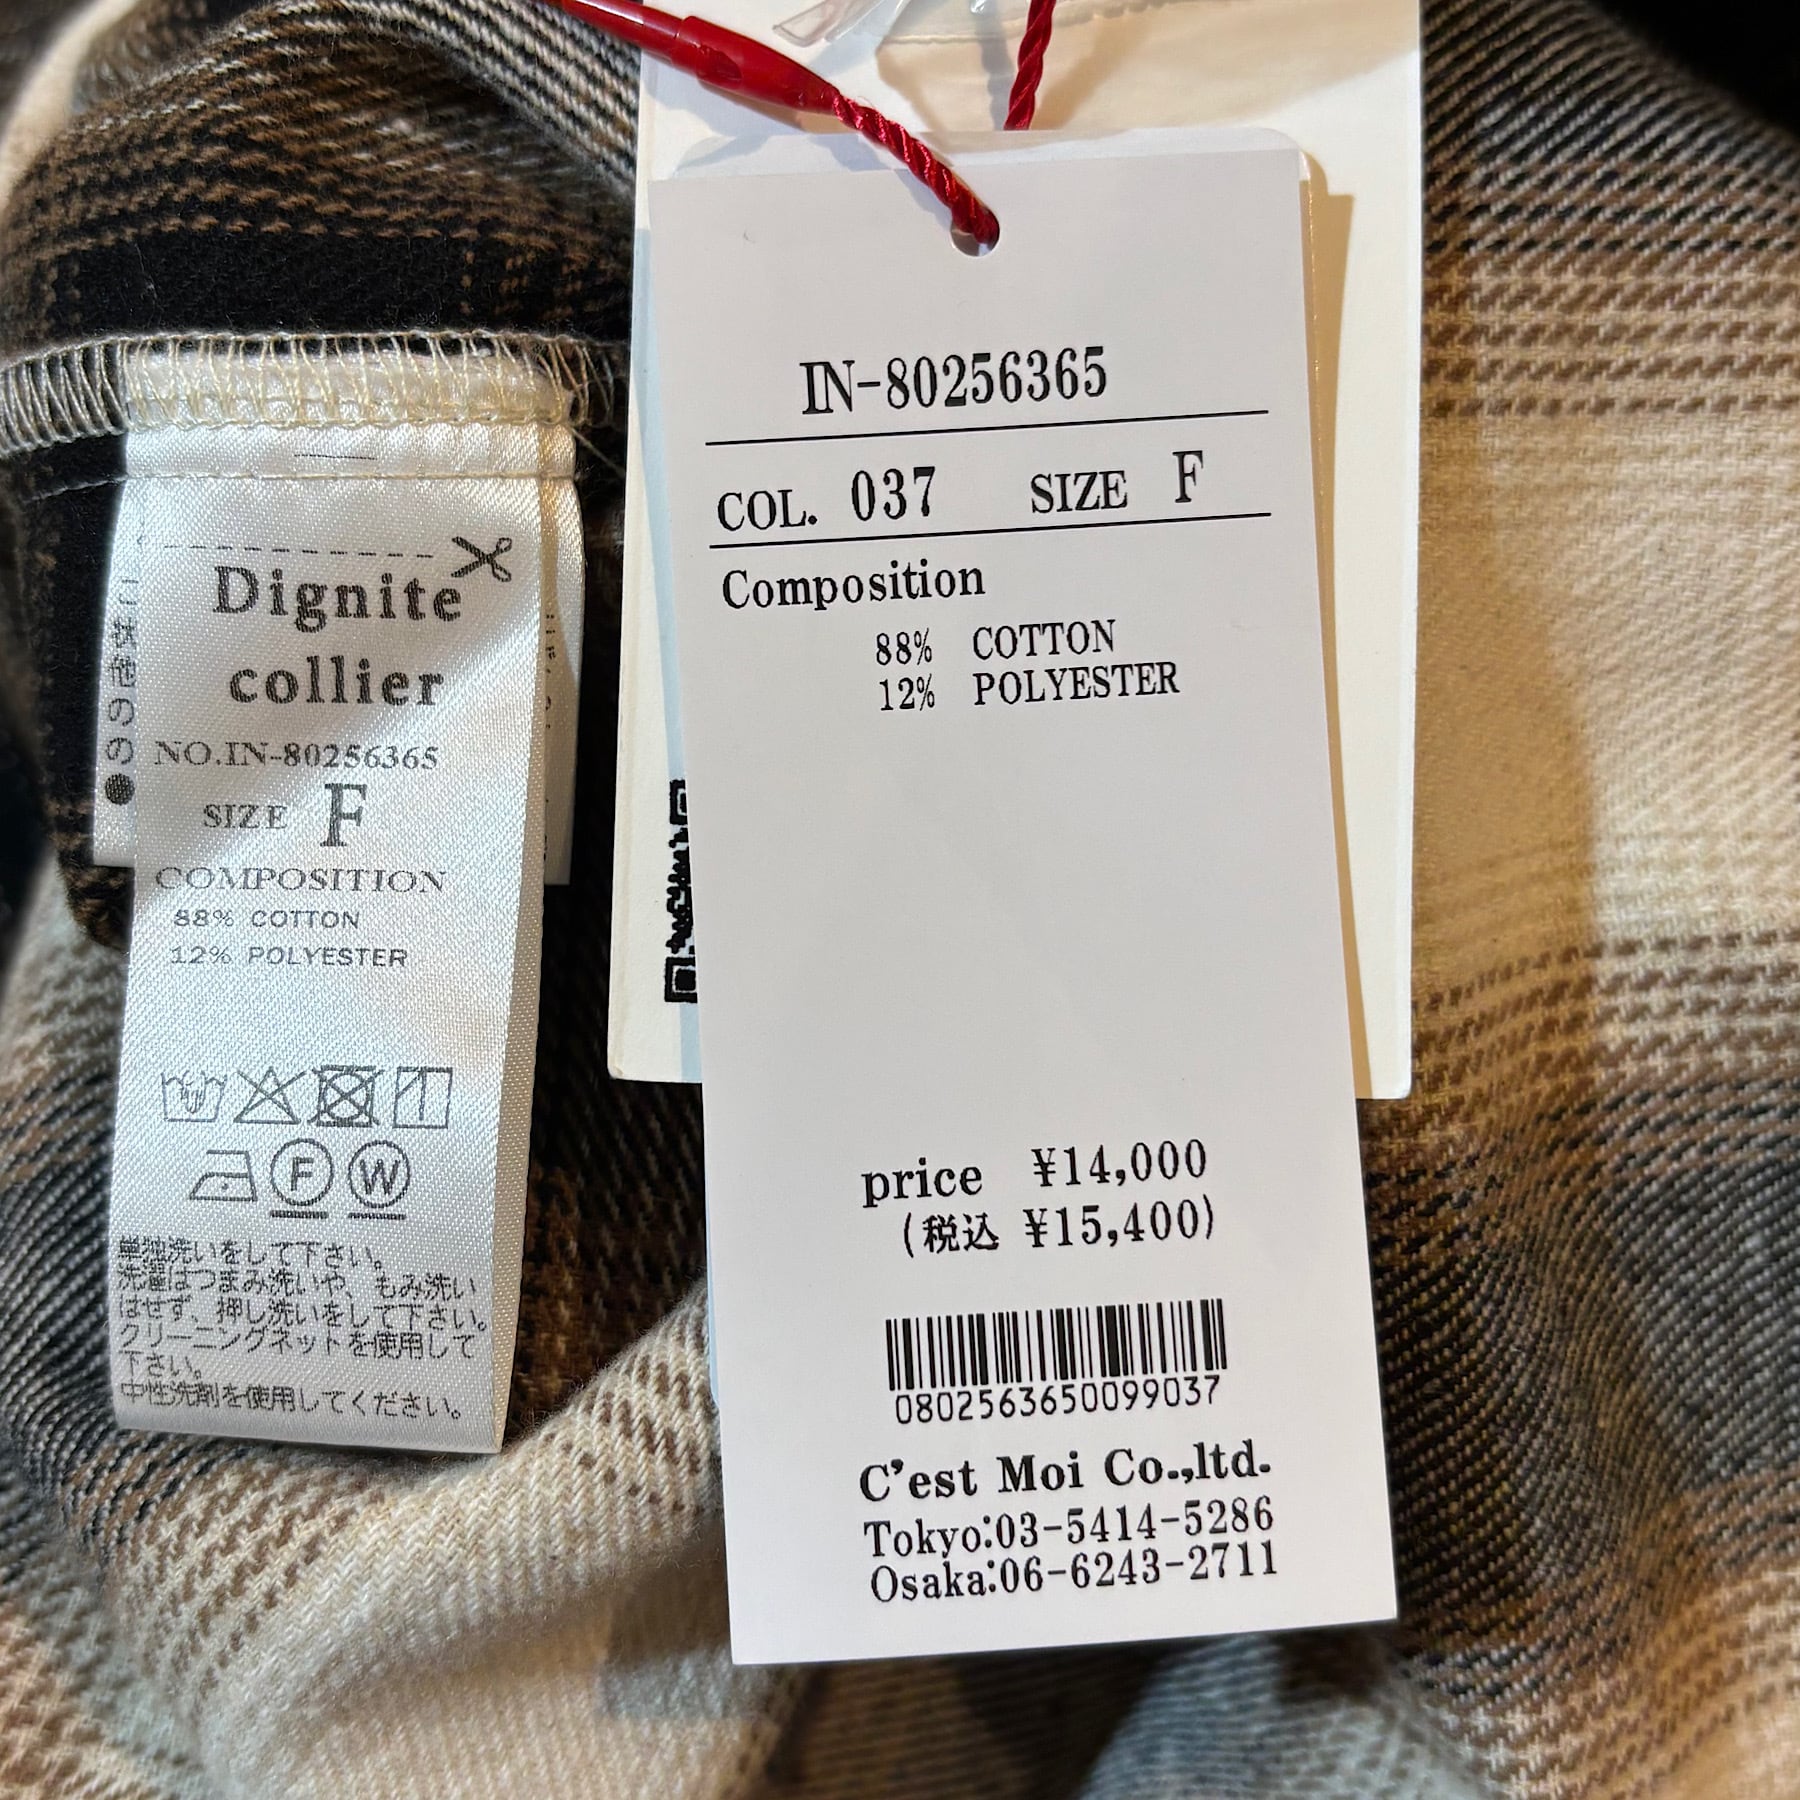 Dignite
collier
NO.IN-80256365
SIZE F
COMPOSITION
88% COTTON
12% POLYESTER
F W
単独洗いをして下さい。
洗濯はつまみ洗いや、もみ洗い
はせず、押し洗いをして下さい。
クリーニングネットを使用して
下さい。
中性洗剤を使用してください。
IN-80256365
COL. 037 SIZE F
Composition
88% COTTON
12% POLYESTER
price ¥14,000
(税込 ¥15,400)
0802563650099037
C'est Moi Co.,ltd.
Tokyo:03-5414-5286
Osaka:06-6243-2711